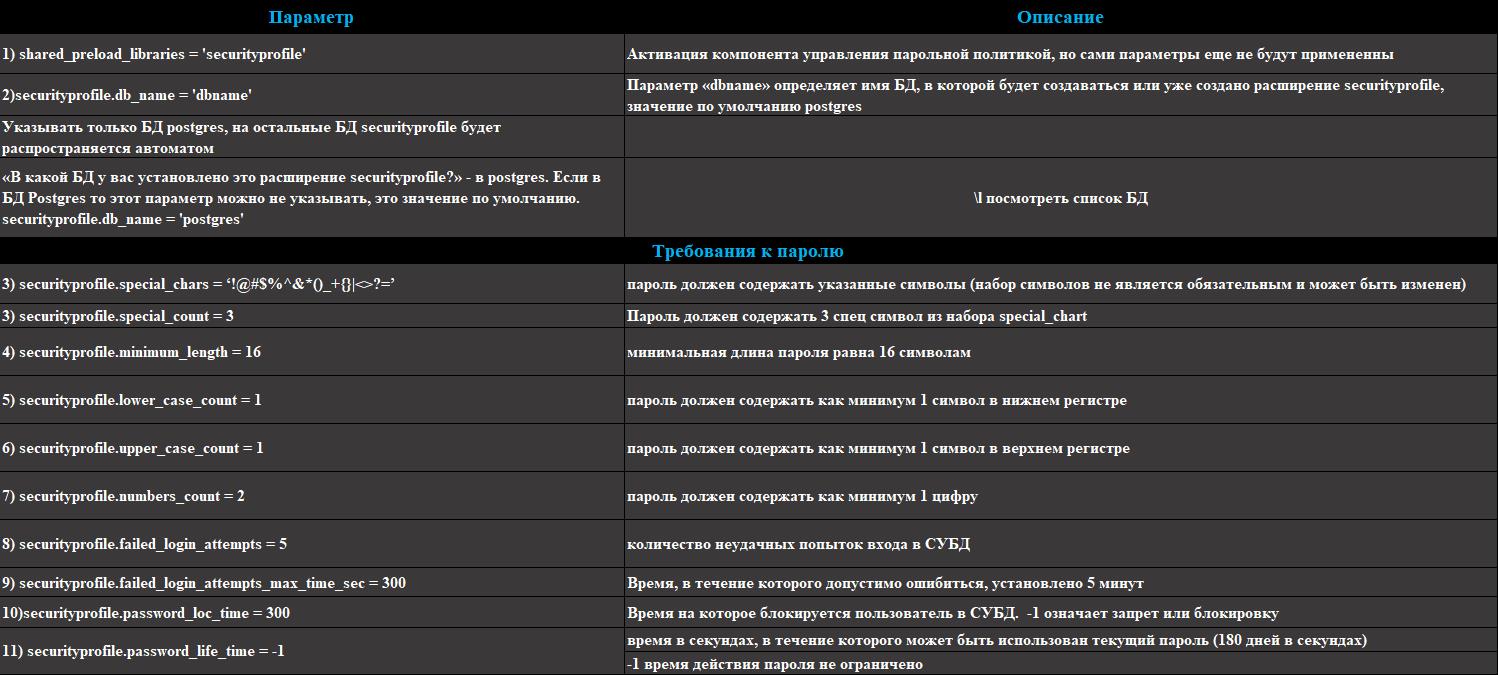 Параметр
Описание
1) shared_preload_libraries = 'securityprofile'
Активация компонента управления парольной политикой, но сами параметры еще не будут примененны
2)securityprofile.db_name = 'dbname'
Параметр «dbname» определяет имя БД, в которой будет создаваться или уже создано расширение securityprofile,
значение по умолчанию postgres
Указывать только БД postgres, на остальные БД securityprofile будет
распространяется автоматом
«В какой БД у вас установлено это расширение securityprofile?» - в postgres. Если в
БД Postgres то этот параметр можно не указывать, это значение по умолчанию.
securityprofile.db_name = 'postgres'
\l посмотреть список БД
Требования к паролю
3) securityprofile.special_chars = ‘!@#$%^&*()_+{}|<>?=’
пароль должен содержать указанные символы (набор символов не является обязательным и может быть изменен)
3) securityprofile.special_count = 3
Пароль должен содержать 3 спец символ из набора special_chart
4) securityprofile.minimum_length = 16
минимальная длина пароля равна 16 символам
5) securityprofile.lower_case_count = 1
пароль должен содержать как минимум 1 символ в нижнем регистре
6) securityprofile.upper_case_count = 1
пароль должен содержать как минимум 1 символ в верхнем регистре
7) securityprofile.numbers_count = 2
пароль должен содержать как минимум 1 цифру
8) securityprofile.failed_login_attempts = 5
количество неудачных попыток входа в СУБД
9) securityprofile.failed_login_attempts_max_time_sec = 300
Время, в течение которого допустимо ошибиться, установлено 5 минут
10)securityprofile.password_loc_time = 300
Время на которое блокируется пользователь в СУБД.  -1 означает запрет или блокировку
11) securityprofile.password_life_time = -1
время в секундах, в течение которого может быть использован текущий пароль (180 дней в секундах)
-1 время действия пароля не ограничено